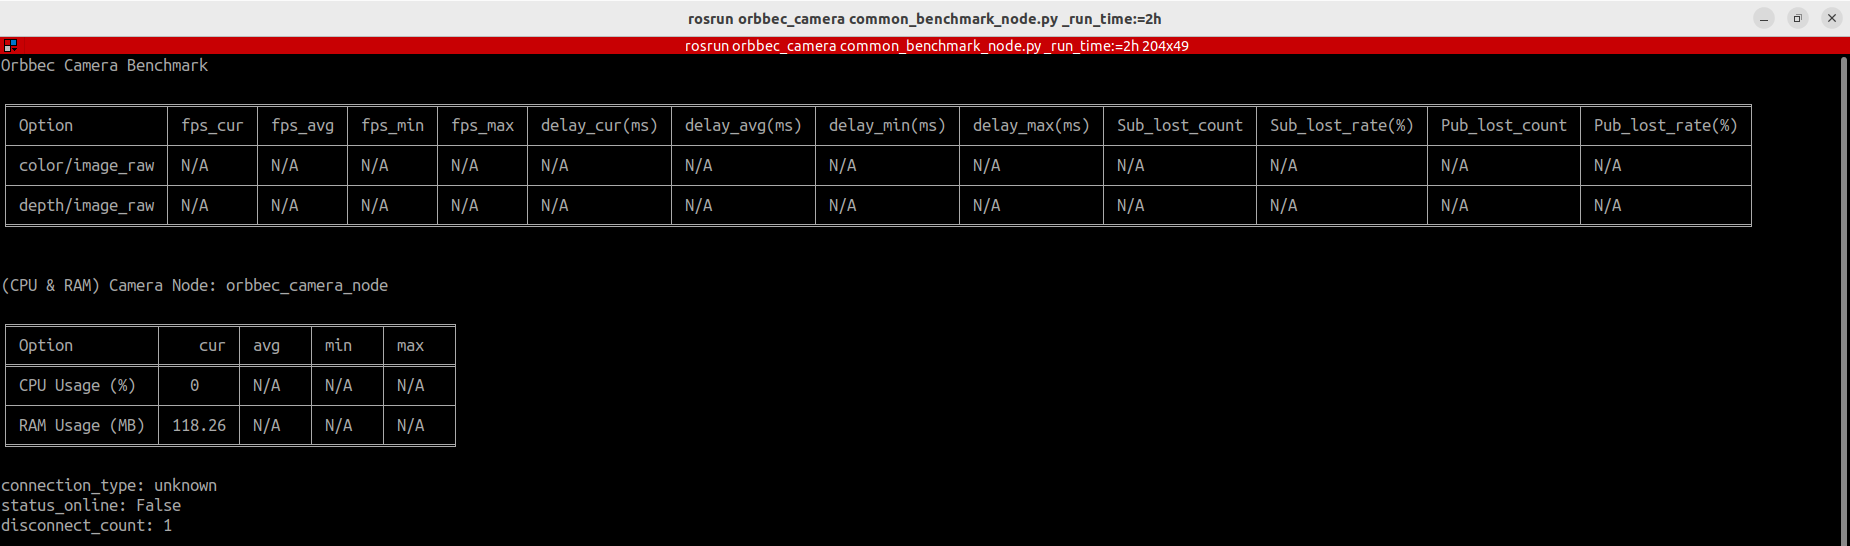 rosrun orbbec_camera common_benchmark_node.py _run_time:=2h
rosrun orbbec_camera common_benchmark_node.py _run_time:=2h 204x49
Orbbec Camera Benchmark
Option fps_cur fps_avg fps_min fps_max delay_cur(ms) delay_avg(ms) delay_min(ms) delay_max(ms) Sub_lost_count Sub_lost_rate(%) Pub_lost_count Pub_lost_rate(%)
color/image_raw N/A N/A N/A N/A N/A N/A N/A N/A N/A N/A N/A N/A
depth/image_raw N/A N/A N/A N/A N/A N/A N/A N/A N/A N/A N/A N/A
(CPU & RAM) Camera Node: orbbec_camera_node
Option cur avg min max
CPU Usage (%) 0 N/A N/A N/A
RAM Usage (MB) 118.26 N/A N/A N/A
connection_type: unknown
status_online: False
disconnect_count: 1